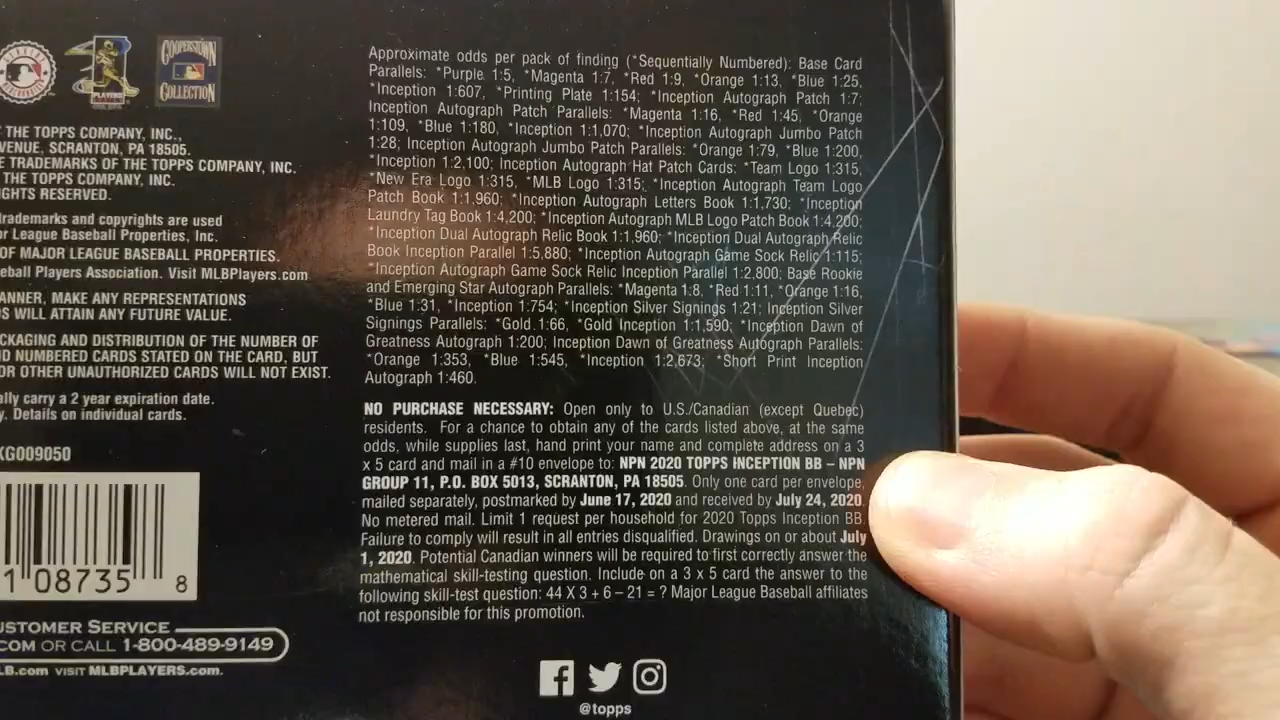 COOPERSTOWN
COLLECTION
THE TOPPS COMPANY, INC.,
VENUE, SCRANTON, PA 18505.
E TRADEMARKS OF THE TOPPS COMPANY, INC.
THE TOPPS COMPANY, INC.
IGHTS RESERVED.
trademarks and copyrights are used
or League Baseball Properties, Inc.
OF MAJOR LEAGUE BASEBALL PROPERTIES.
eball Players Association. Visit MLBPlayers.com
ANNER, MAKE ANY REPRESENTATIONS
S WILL ATTAIN ANY FUTURE VALUE.
CKAGING AND DISTRIBUTION OF THE NUMBER OF
D NUMBERED CARDS STATED ON THE CARD, BUT
OR OTHER UNAUTHORIZED CARDS WILL NOT EXIST.
ally carry a 2 year expiration date.
y. Details on individual cards.
KG009050
1 08735 8
USTOMER SERVICE
COM OR CALL 1-800-489-9149
LB.com VISIT MLBPLAYERS.com.
Approximate odds per pack of finding (*Sequentially Numbered): Base Card
Parallels: *Purple 1:5, *Magenta 1:7, *Red 1:9, *Orange 1:13, *Blue 1:25,
*Inception 1:607, *Printing Plate 1:154; *Inception Autograph Patch 1:7;
Inception Autograph Patch Parallels: *Magenta 1:16, *Red 1:45, *Orange
1:109, *Blue 1:180, *Inception 1:1,070; *Inception Autograph Jumbo Patch
1:28; Inception Autograph Jumbo Patch Parallels: *Orange 1:79, *Blue 1:200,
*Inception 1:2,100; Inception Autograph Hat Patch Cards: *Team Logo 1:315,
*New Era Logo 1:315, *MLB Logo 1:315; *Inception Autograph Team Logo
Patch Book 1:1,960; *Inception Autograph Letters Book 1:1,730; *Inception
Laundry Tag Book 1:4,200; *Inception Autograph MLB Logo Patch Book 1:4,200;
*Inception Dual Autograph Relic Book 1:1,960; *Inception Dual Autograph Relic
Book Inception Parallel 1:5,880; *Inception Autograph Game Sock Relic 1:115;
*Inception Autograph Game Sock Relic Inception Parallel 1:2,800; Base Rookie
and Emerging Star Autograph Parallels: *Magenta 1:8, *Red 1:11, *Orange 1:16,
*Blue 1:31, *Inception 1:754; *Inception Silver Signings 1:21; Inception Silver
Signings Parallels: *Gold 1:66, *Gold Inception 1:1,590; *Inception Dawn of
Greatness Autograph 1:200; Inception Dawn of Greatness Autograph Parallels:
*Orange 1:353, *Blue 1:545, *Inception 1:2,673; *Short Print Inception
Autograph 1:460.
NO PURCHASE NECESSARY: Open only to U.S./Canadian (except Quebec)
residents. For a chance to obtain any of the cards listed above, at the same
odds, while supplies last, hand print your name and complete address on a 3
x 5 card and mail in a #10 envelope to: NPN 2020 TOPPS INCEPTION BB – NPN
GROUP 11, P.O. BOX 5013, SCRANTON, PA 18505. Only one card per envelope,
mailed separately, postmarked by June 17, 2020 and received by July 24, 2020.
No metered mail. Limit 1 request per household for 2020 Topps Inception BB.
Failure to comply will result in all entries disqualified. Drawings on or about July
1, 2020. Potential Canadian winners will be required to first correctly answer the
mathematical skill-testing question. Include on a 3 x 5 card the answer to the
following skill-test question: 44 X 3 + 6 – 21 = ? Major League Baseball affiliates
not responsible for this promotion.
@topps